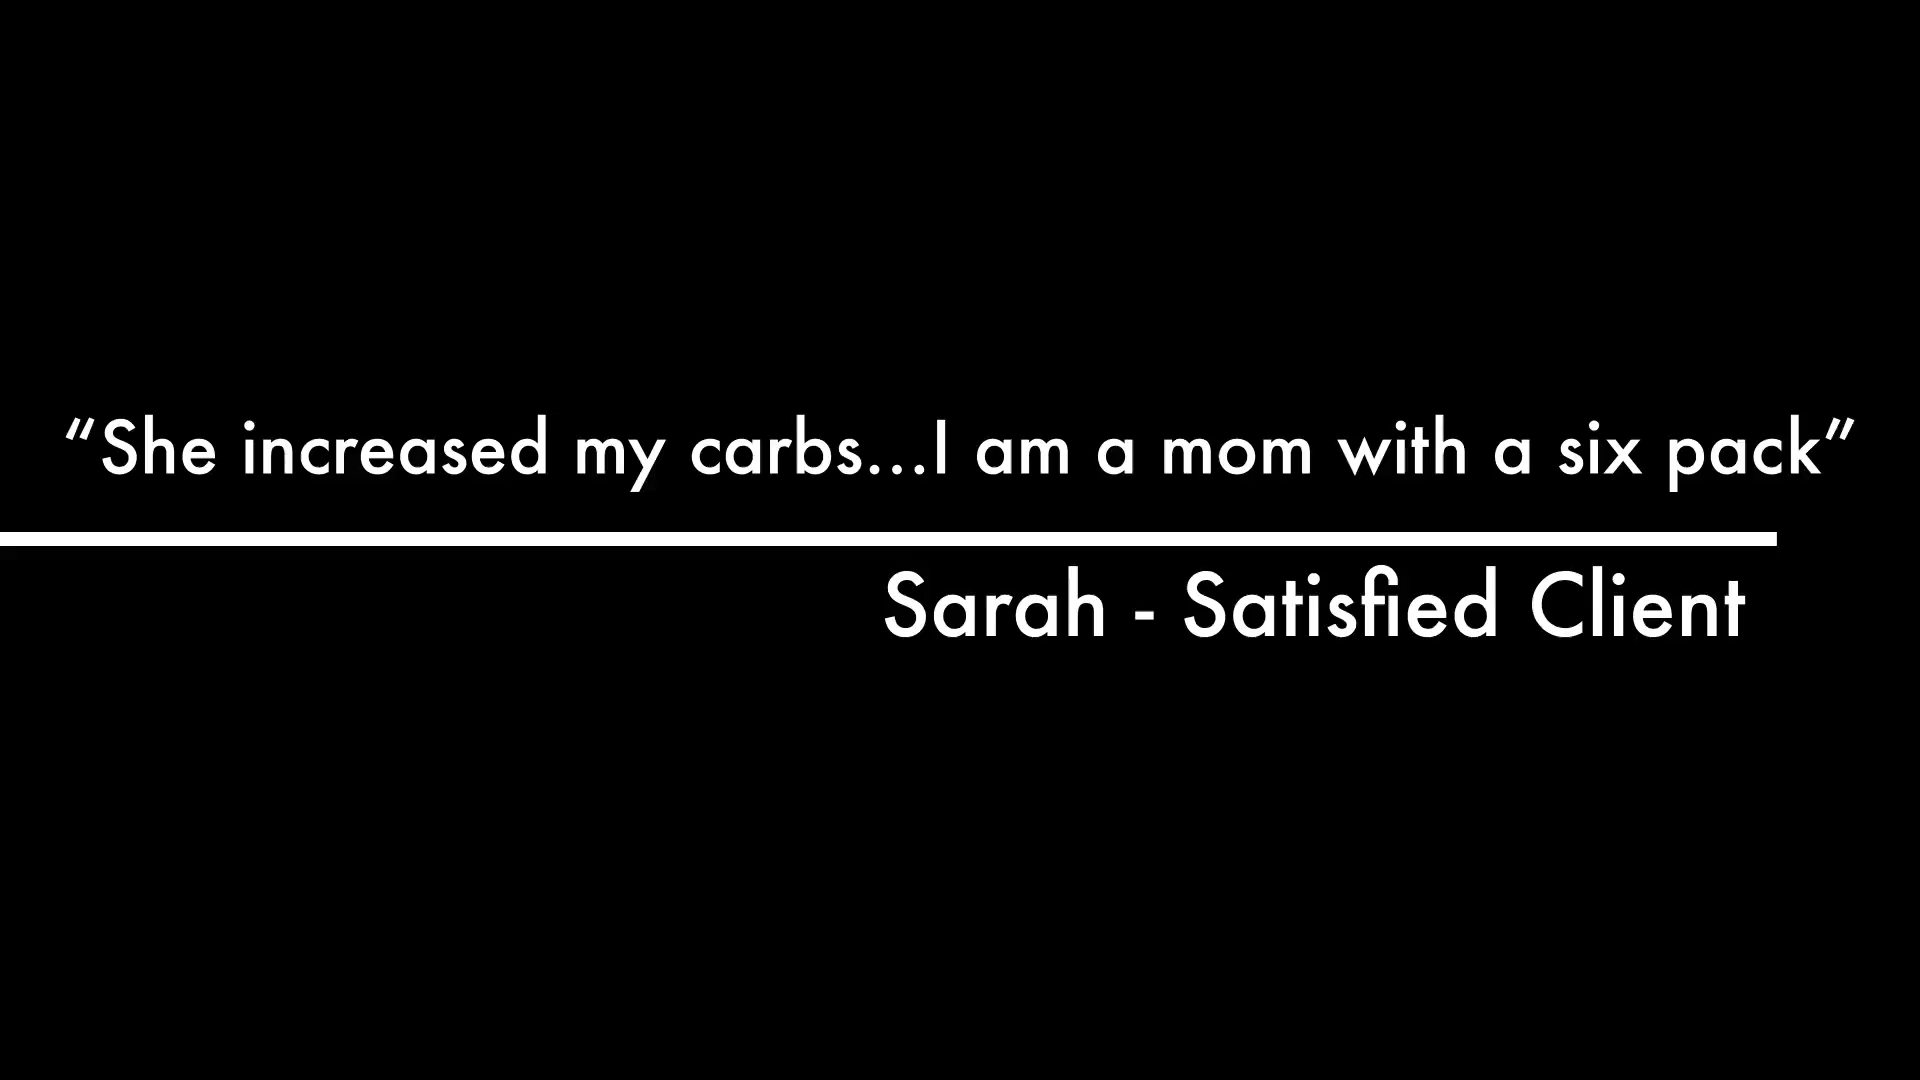 “She increased my carbs...I am a mom with a six pack”
Sarah - Satisfied Client